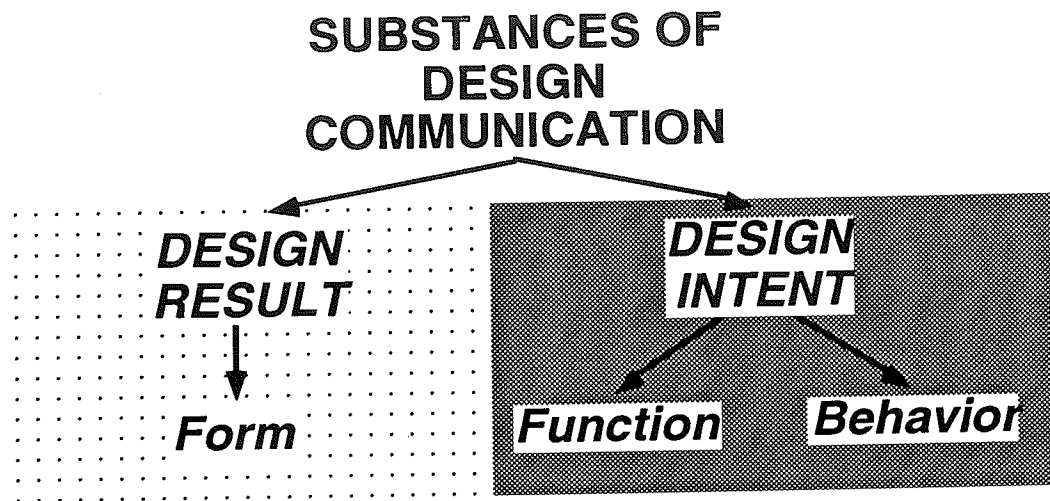 SUBSTANCES OF
DESIGN
COMMUNICATION
DESIGN
RESULT
DESIGN
INTENT
Form
Function
Behavior